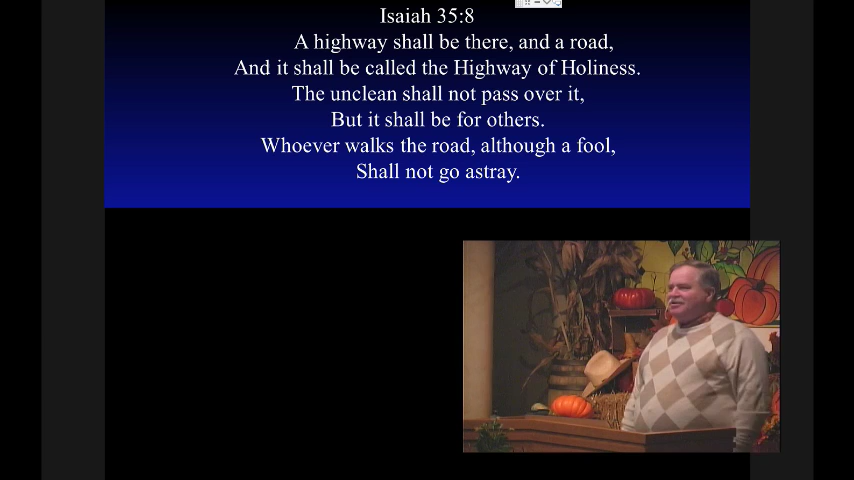 Isaiah 35:8
A highway shall be there, and a road,
And it shall be called the Highway of Holiness.
The unclean shall not pass over it,
But it shall be for others.
Whoever walks the road, although a fool,
Shall not go astray.